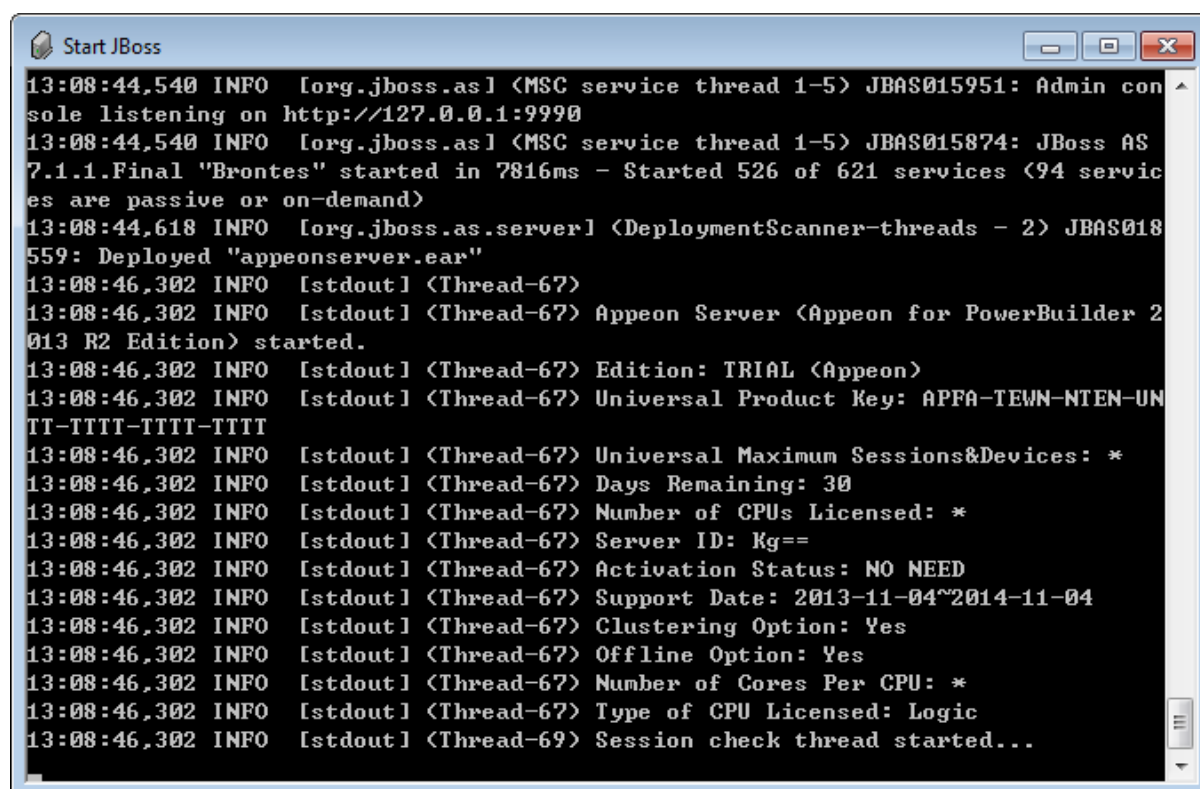 Start JBoss
13:08:44,540 INFO  [org.jboss.as] (MSC service thread 1-5) JBAS015951: Admin con
sole listening on http://127.0.0.1:9990
13:08:44,540 INFO  [org.jboss.as] (MSC service thread 1-5) JBAS015874: JBoss AS
7.1.1.Final "Brontes" started in 7816ms - Started 526 of 621 services (94 servic
es are passive or on-demand)
13:08:44,618 INFO  [org.jboss.as.server] (DeploymentScanner-threads - 2) JBAS018
559: Deployed "appeonserver.ear"
13:08:46,302 INFO  [stdout] (Thread-67)
13:08:46,302 INFO  [stdout] (Thread-67) Appeon Server (Appeon for PowerBuilder 2
013 R2 Edition) started.
13:08:46,302 INFO  [stdout] (Thread-67) Edition: TRIAL (Appeon)
13:08:46,302 INFO  [stdout] (Thread-67) Universal Product Key: APFA-TEWN-NTEN-UN
TT-TTTT-TTTT-TTTT
13:08:46,302 INFO  [stdout] (Thread-67) Universal Maximum Sessions&Devices: *
13:08:46,302 INFO  [stdout] (Thread-67) Days Remaining: 30
13:08:46,302 INFO  [stdout] (Thread-67) Number of CPUs Licensed: *
13:08:46,302 INFO  [stdout] (Thread-67) Server ID: Kg==
13:08:46,302 INFO  [stdout] (Thread-67) Activation Status: NO NEED
13:08:46,302 INFO  [stdout] (Thread-67) Support Date: 2013-11-04~2014-11-04
13:08:46,302 INFO  [stdout] (Thread-67) Clustering Option: Yes
13:08:46,302 INFO  [stdout] (Thread-67) Offline Option: Yes
13:08:46,302 INFO  [stdout] (Thread-67) Number of Cores Per CPU: *
13:08:46,302 INFO  [stdout] (Thread-67) Type of CPU Licensed: Logic
13:08:46,302 INFO  [stdout] (Thread-69) Session check thread started...